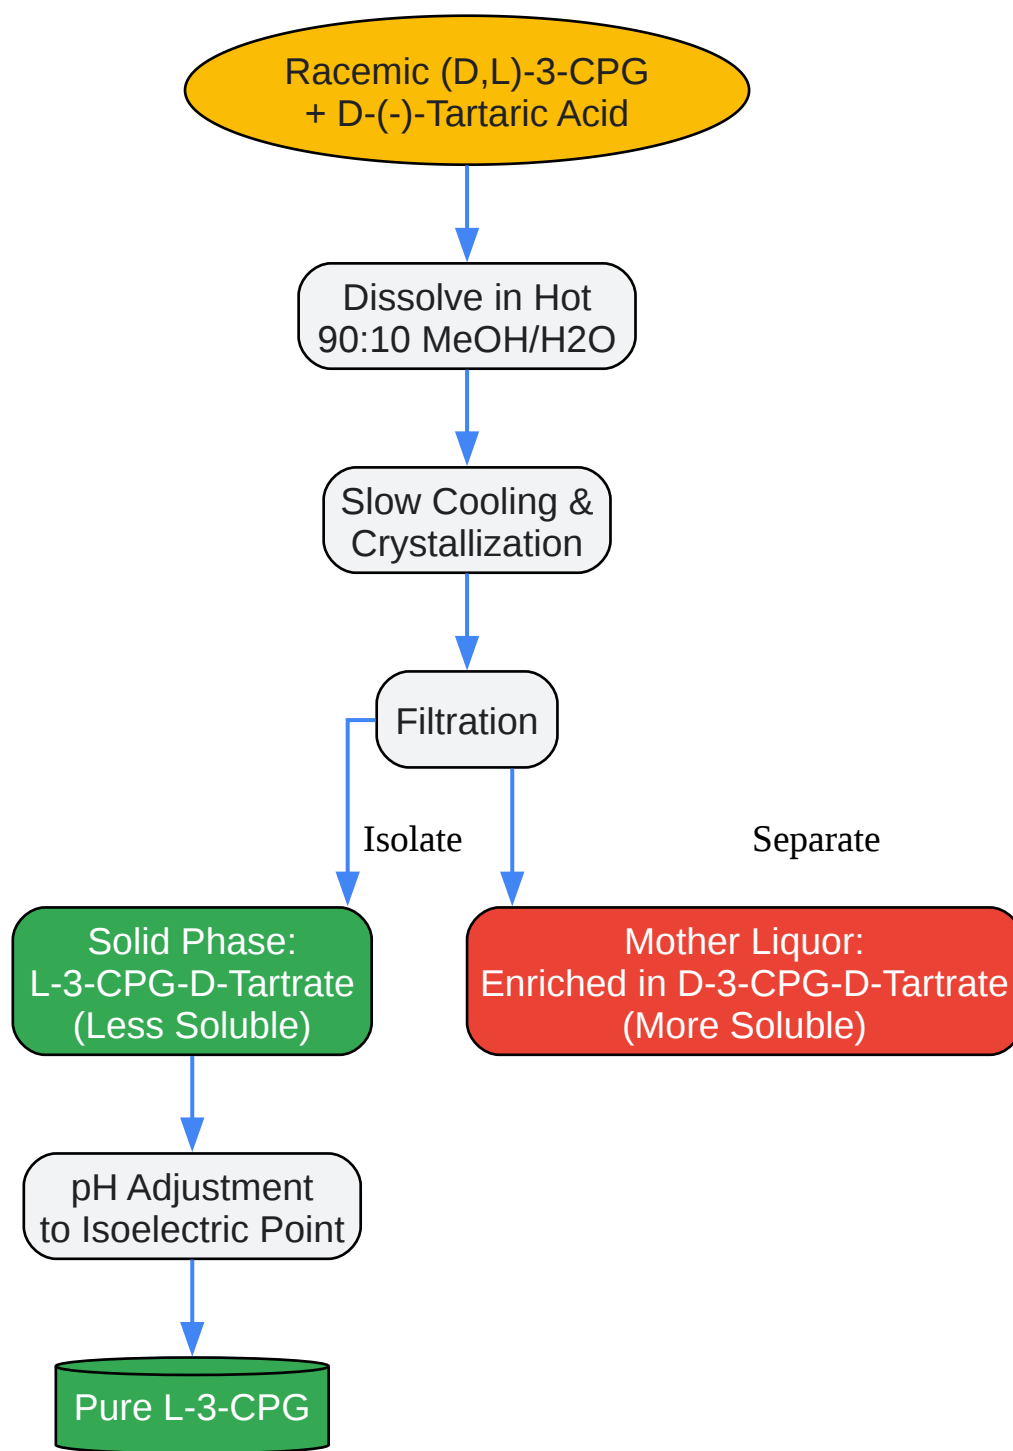 Racemic (D,L)-3-CPG
+ D-(-)-Tartaric Acid
Dissolve in Hot
90:10 MeOH/H2O
Slow Cooling &
Crystallization
Filtration
Isolate
Separate
Solid Phase:
L-3-CPG-D-Tartrate
(Less Soluble)
Mother Liquor:
Enriched in D-3-CPG-D-Tartrate
(More Soluble)
pH Adjustment
to Isoelectric Point
Pure L-3-CPG